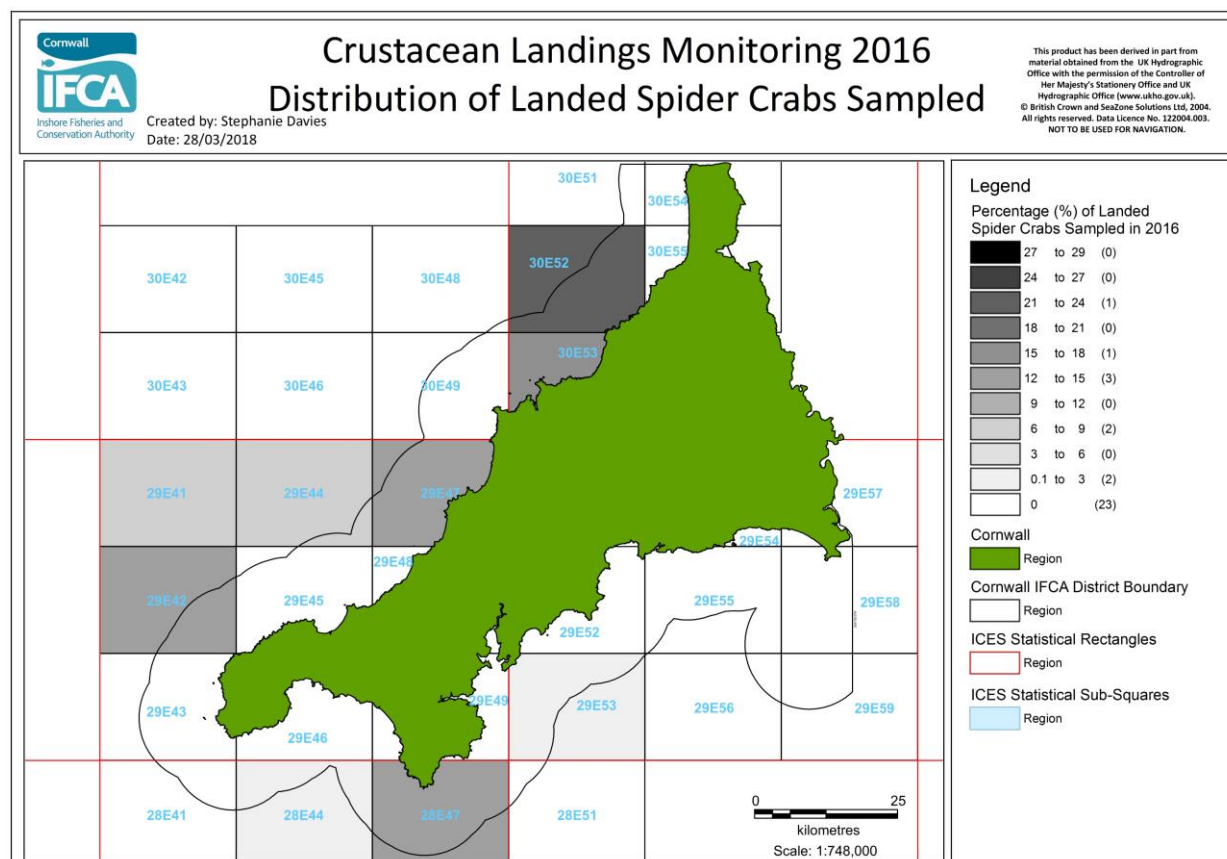 Cornwall
IFCA
Inshore Fisheries and
Conservation Authority
Crustacean Landings Monitoring 2016
Distribution of Landed Spider Crabs Sampled
Created by: Stephanie Davies
Date: 28/03/2018
This product has been derived in part from
material obtained from the UK Hydrographic
Office with the permission of the Controller of
Her Majesty's Stationery Office and UK
Hydrographic Office (www.ukho.gov.uk).
© British Crown and SeaZone Solutions Ltd, 2004.
All rights reserved. Data Licence No. 122004.003.
NOT TO BE USED FOR NAVIGATION.
30E51
30E54
30E42
30E45
30E48
30E52
30E55
30E43
30E46
30E49
30E53
29E41
29E44
29E47
29E57
29E42
29E45
29E48
29E52
29E54
29E55
29E58
29E43
29E46
29E49
29E53
29E56
29E59
28E41
28E44
28E47
28E51
0 25
kilometres
Scale: 1:748,000
Legend
Percentage (%) of Landed
Spider Crabs Sampled in 2016
27 to 29 (0)
24 to 27 (0)
21 to 24 (1)
18 to 21 (0)
15 to 18 (1)
12 to 15 (3)
9 to 12 (0)
6 to 9 (2)
3 to 6 (0)
0.1 to 3 (2)
0 (23)
Cornwall
Region
Cornwall IFCA District Boundary
Region
ICES Statistical Rectangles
Region
ICES Statistical Sub-Squares
Region